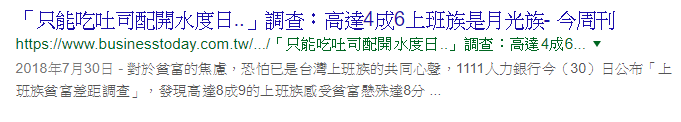 「只能吃吐司配開水度日..」調查：高達4成6上班族是月光族- 今周刊
https://www.businesstoday.com.tw/.../「只能吃吐司配開水度日..」調查：高達4成6... ▼
2018年7月30日 - 對於貧富的焦慮，恐怕已是台灣上班族的共同心聲，1111人力銀行今（30）日公布「上
班族貧富差距調查」，發現高達8成9的上班族感受貧富懸殊達8分 ...